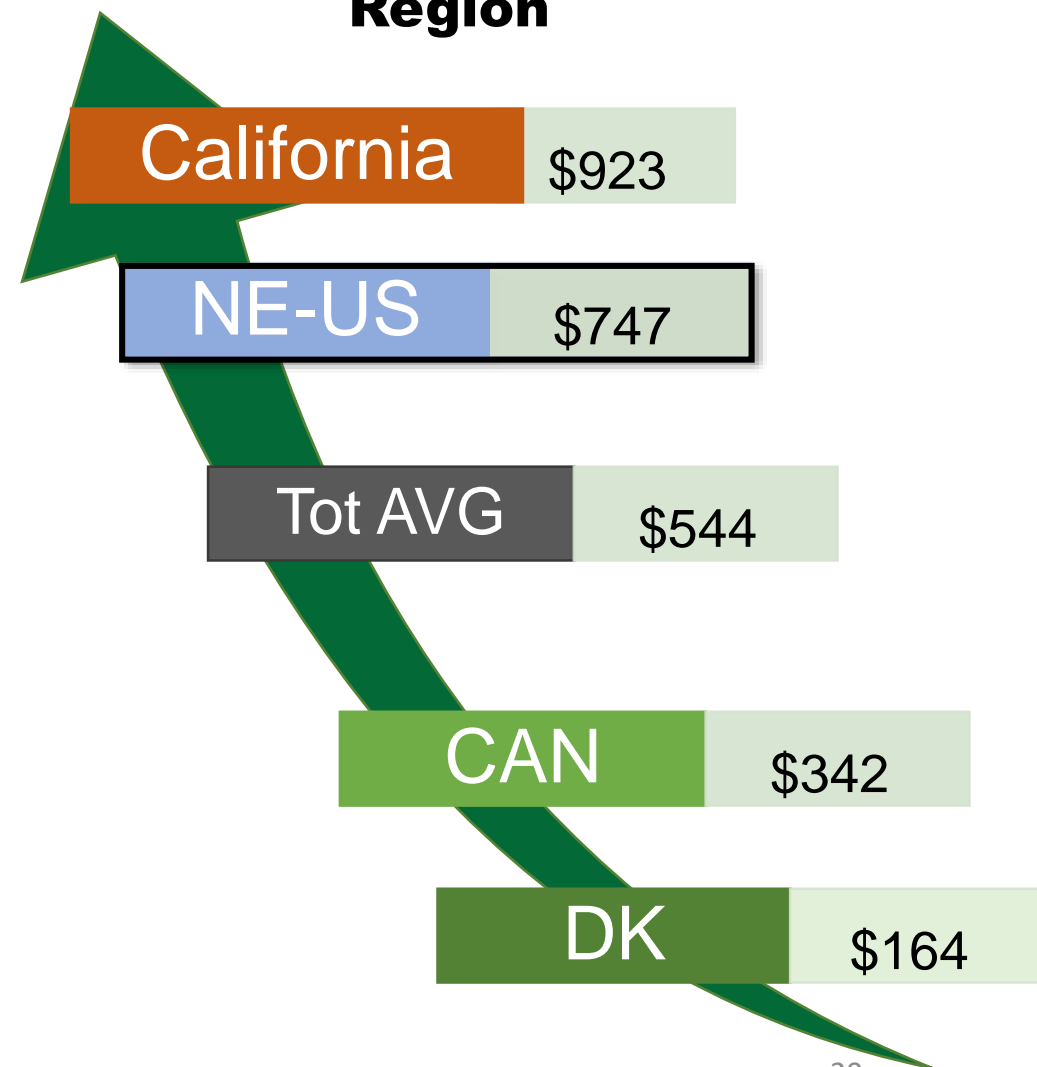 Region
California
$923
NE-US
$747
Tot AVG
$544
CAN
$342
DK
$164